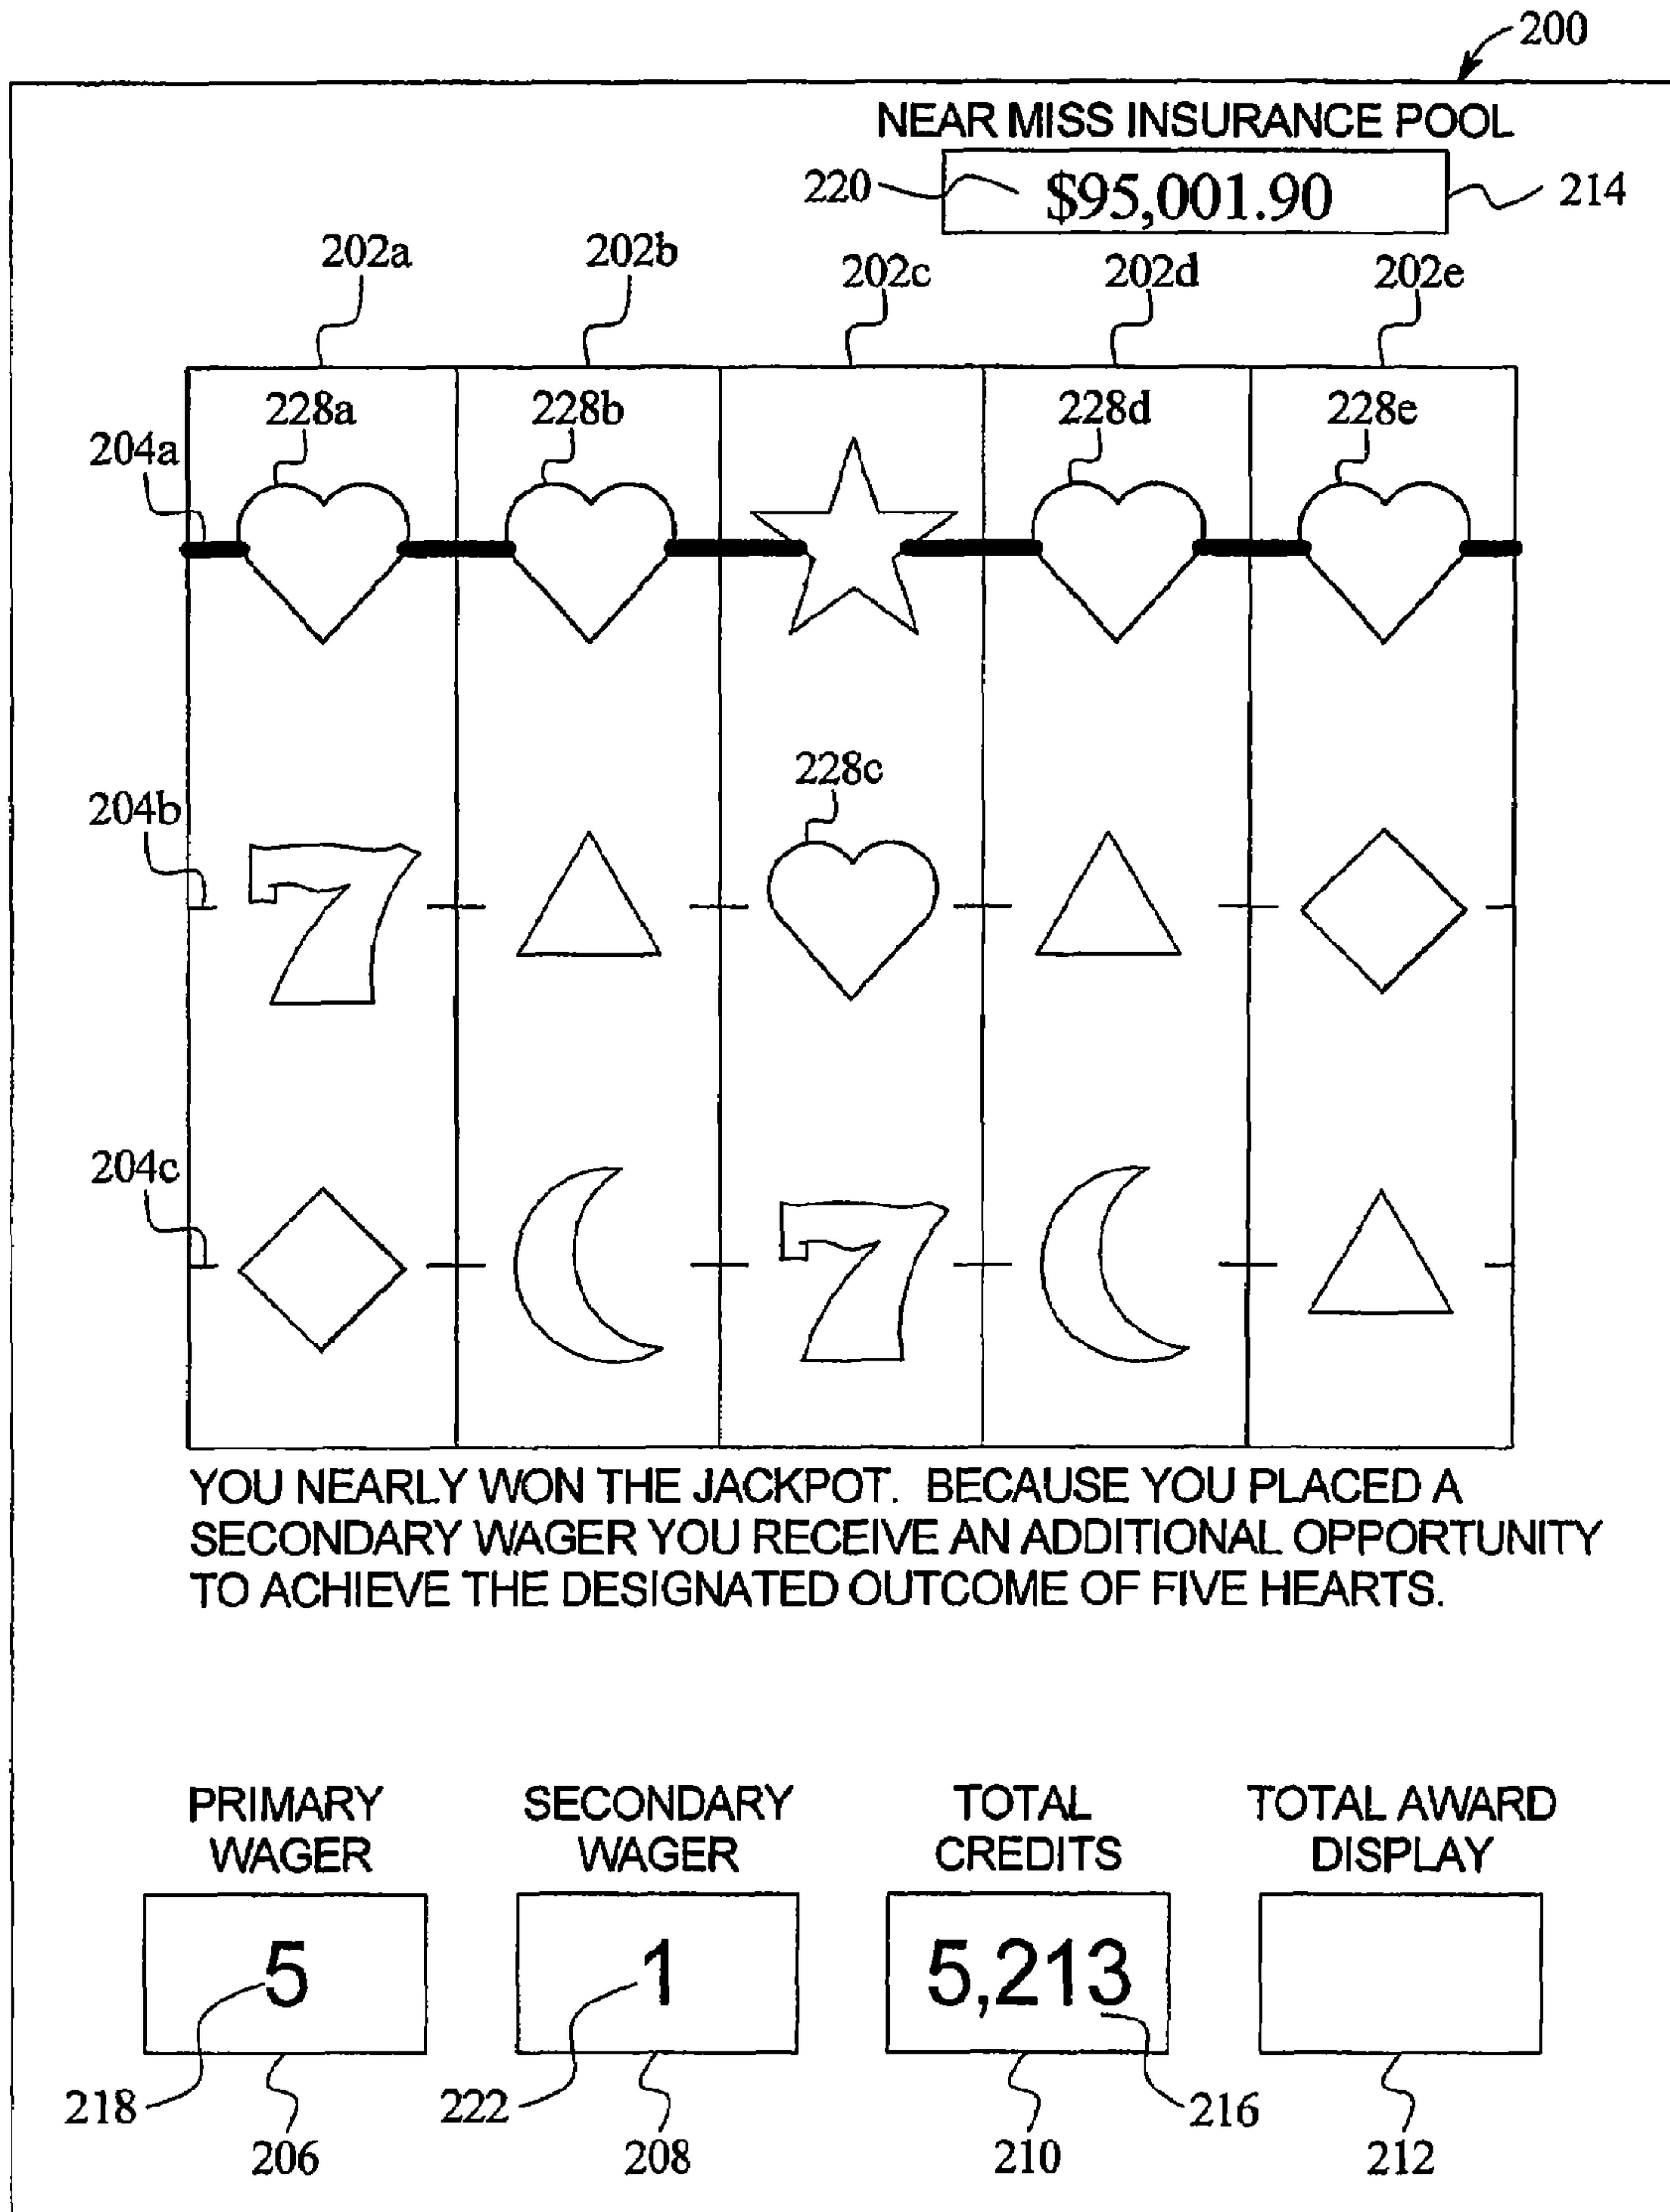 200
NEAR MISS INSURANCE POOL
220 $95,001.90 214
202a 202b 202c 202d 202e
228a 228b 228d 228e
204a
228c
204b
7
204c
7
YOU NEARLY WON THE JACKPOT. BECAUSE YOU PLACED A
SECONDARY WAGER YOU RECEIVE AN ADDITIONAL OPPORTUNITY
TO ACHIEVE THE DESIGNATED OUTCOME OF FIVE HEARTS.
PRIMARY WAGER
SECONDARY WAGER
TOTAL CREDITS
TOTAL AWARD DISPLAY
5 1 5,213
218 222 216
206 208 210 212